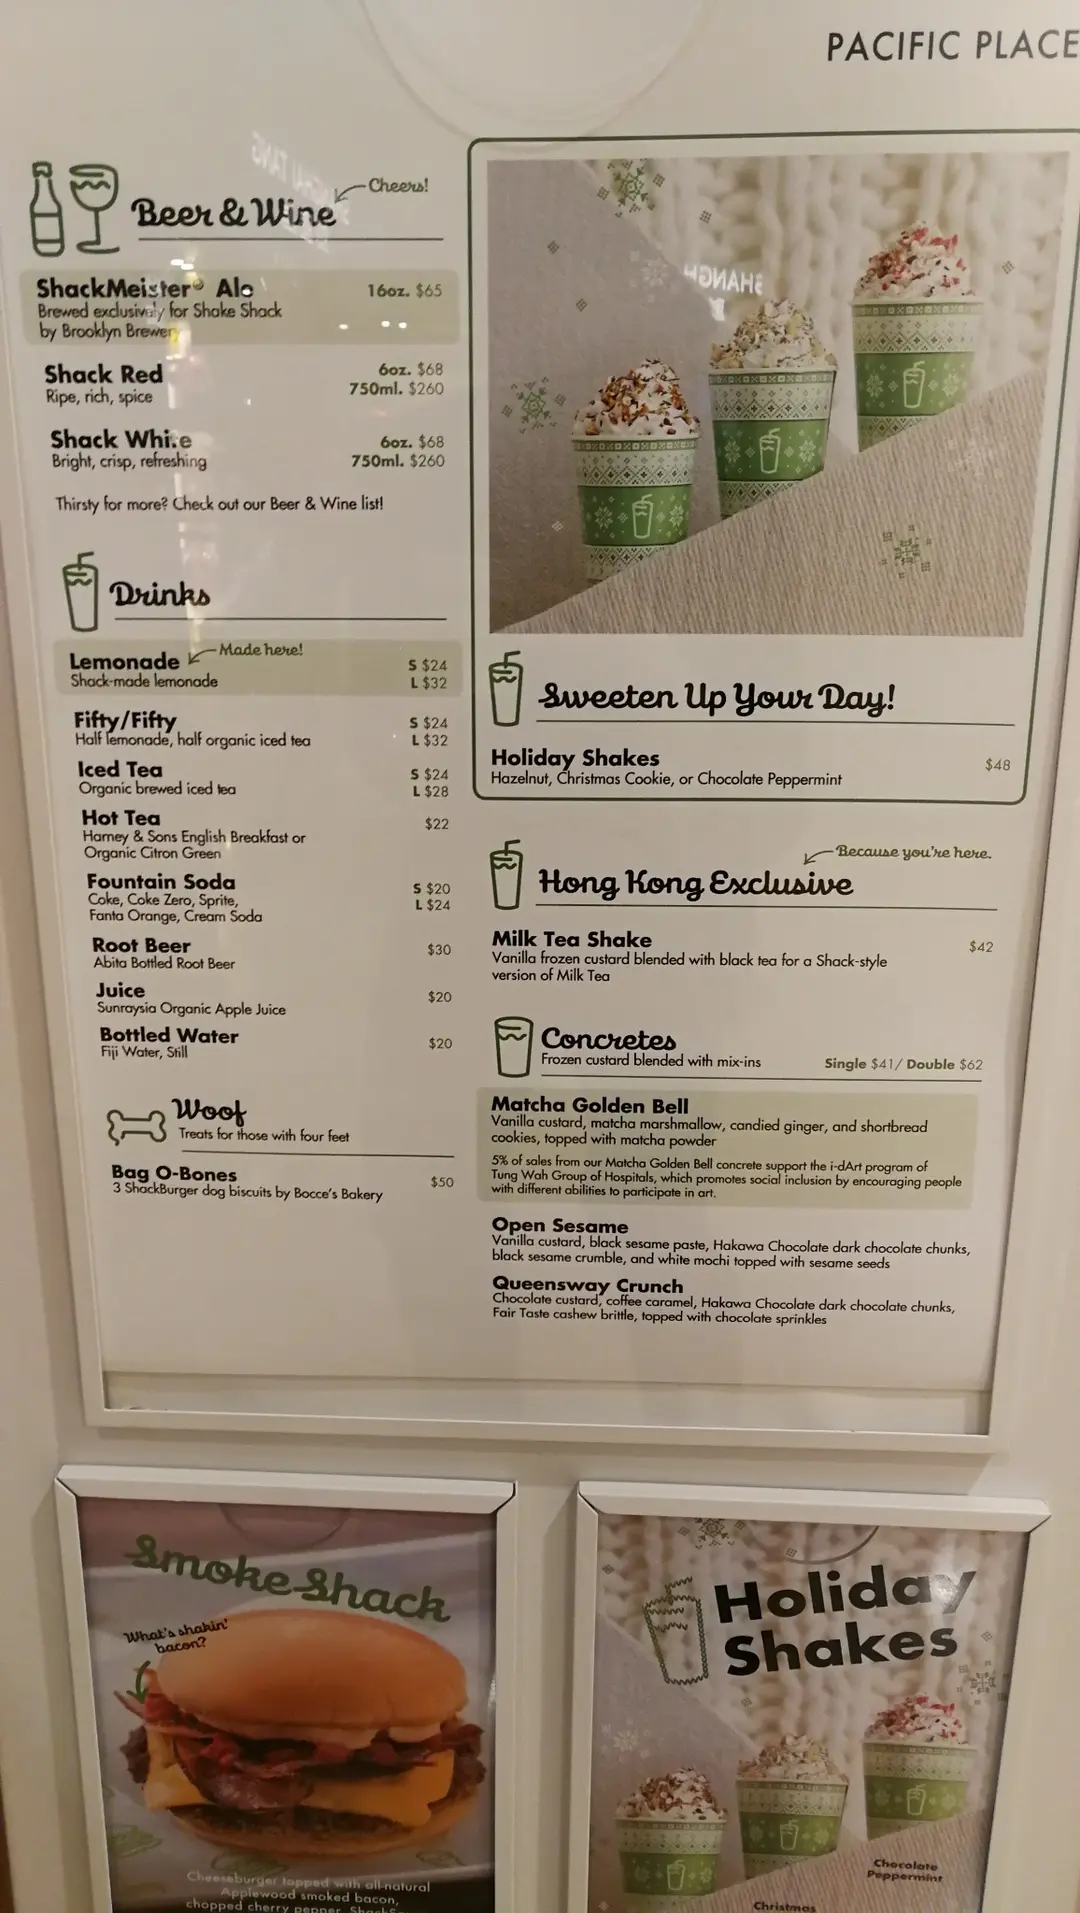 PACIFIC PLACE
Cheers!
Beer & Wine
ShackMeister® Ale 16oz. $65
Brewed exclusively for Shake Shack
by Brooklyn Brewery
Shack Red 6oz. $68
Ripe, rich, spice 750ml. $260
Shack White 6oz. $68
Bright, crisp, refreshing 750ml. $260
Thirsty for more? Check out our Beer & Wine list!
Drinks
Made here!
Lemonade S $24
Shack-made lemonade L $32
Fifty/Fifty S $24
Half lemonade, half organic iced tea L $32
Iced Tea S $24
Organic brewed iced tea L $28
Hot Tea $22
Harney & Sons English Breakfast or
Organic Citron Green
Fountain Soda S $20
Coke, Coke Zero, Sprite, L $24
Fanta Orange, Cream Soda
Root Beer $30
Abita Bottled Root Beer
Juice $20
Sunraysia Organic Apple Juice
Bottled Water $20
Fiji Water, Still
Woof
Treats for those with four feet
Bag O-Bones $50
3 ShackBurger dog biscuits by Bocce's Bakery
Sweeten Up Your Day!
Holiday Shakes $48
Hazelnut, Christmas Cookie, or Chocolate Peppermint
Because you're here.
Hong Kong Exclusive
Milk Tea Shake $42
Vanilla frozen custard blended with black tea for a Shack-style
version of Milk Tea
Concretes
Frozen custard blended with mix-ins Single $41/ Double $62
Matcha Golden Bell
Vanilla custard, matcha marshmallow, candied ginger, and shortbread
cookies, topped with matcha powder
5% of sales from our Matcha Golden Bell concrete support the i-dArt program of
Tung Wah Group of Hospitals, which promotes social inclusion by encouraging people
with different abilities to participate in art.
Open Sesame
Vanilla custard, black sesame paste, Hakawa Chocolate dark chocolate chunks,
black sesame crumble, and white mochi topped with sesame seeds
Queensway Crunch
Chocolate custard, coffee caramel, Hakawa Chocolate dark chocolate chunks,
Fair Taste cashew brittle, topped with chocolate sprinkles
SmokeShack
What's shakin'
bacon?
Cheeseburger topped with all-natural
Applewood smoked bacon,
chopped cherry pepper,
Holiday
Shakes
Chocolate
Peppermint
Christmas